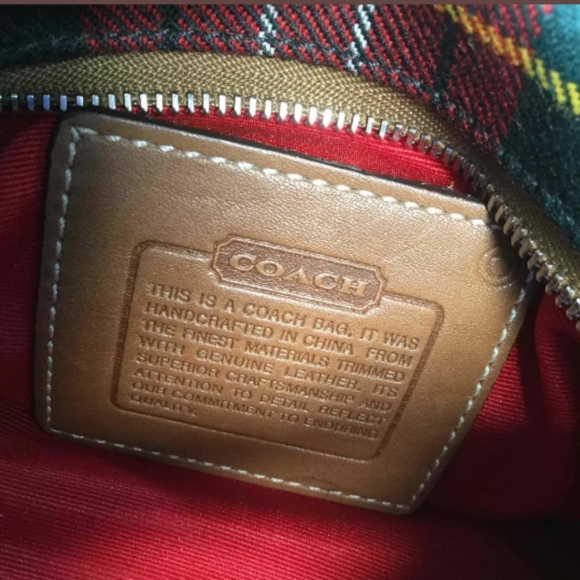 COACH
THIS IS A COACH BAG. IT WAS
HANDCRAFTED IN CHINA FROM
THE FINEST MATERIALS TRIMMED
WITH GENUINE LEATHER. ITS
SUPERIOR CRAFTSMANSHIP AND
ATTENTION TO DETAIL REFLECT
OUR COMMITMENT TO ENDURING
QUALITY.